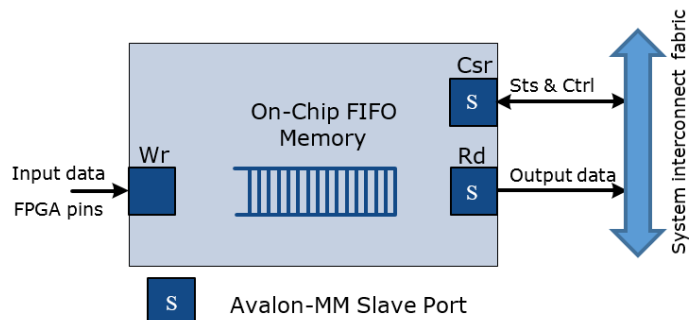 Csr
S
Sts & Ctrl
On-Chip FIFO
Memory
Wr
Rd
S
Input data
FPGA pins
Output data
System interconnect fabric
S
Avalon-MM Slave Port